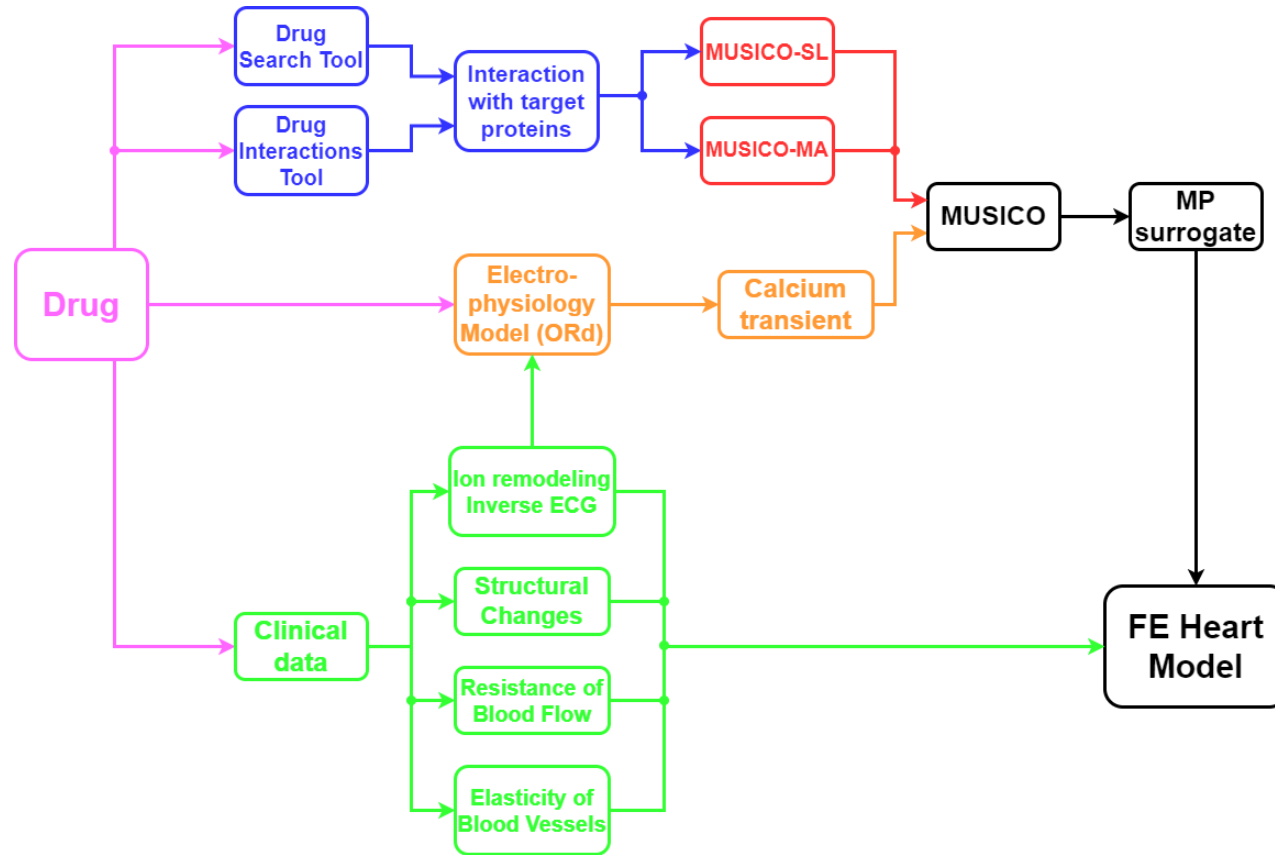 Drug
Search Tool
Drug
Interactions
Tool
Interaction
with target
proteins
MUSICO-SL
MUSICO-MA
MUSICO
MP
surrogate
Drug
Electro-
physiology
Model (ORd)
Calcium
transient
Ion remodeling
Inverse ECG
Structural
Changes
Clinical
data
Resistance of
Blood Flow
Elasticity of
Blood Vessels
FE Heart
Model